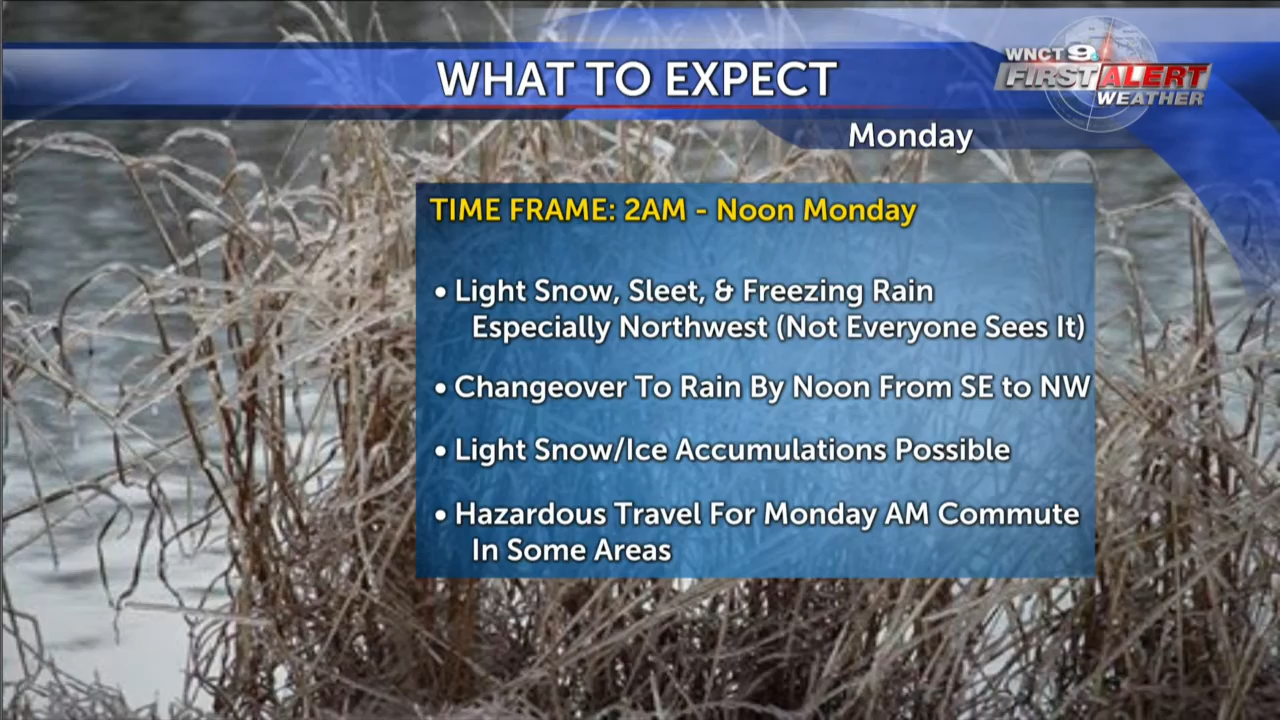 WHAT TO EXPECT
WNCT 9
FIRST ALERT
WEATHER
Monday
TIME FRAME: 2AM - Noon Monday
• Light Snow, Sleet, & Freezing Rain
Especially Northwest (Not Everyone Sees It)
• Changeover To Rain By Noon From SE to NW
• Light Snow/Ice Accumulations Possible
• Hazardous Travel For Monday AM Commute
In Some Areas